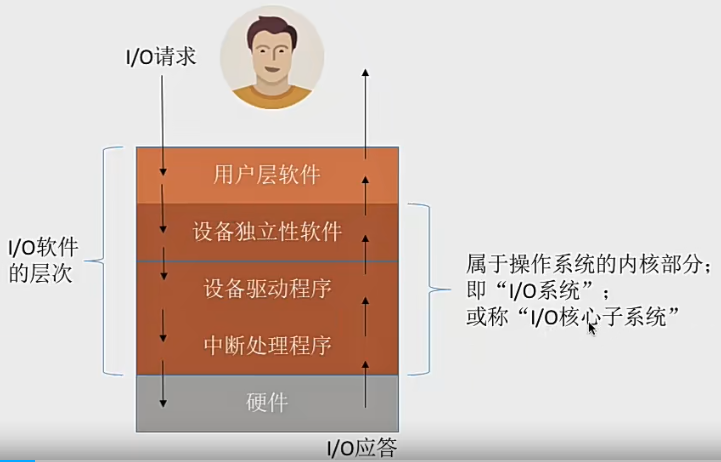 I/O请求
用户层软件
设备独立性软件
设备驱动程序
中断处理程序
硬件
I/O软件
的层次
属于操作系统的内核部分；
即“I/O系统”；
或称“I/O核心子系统”
I/O应答